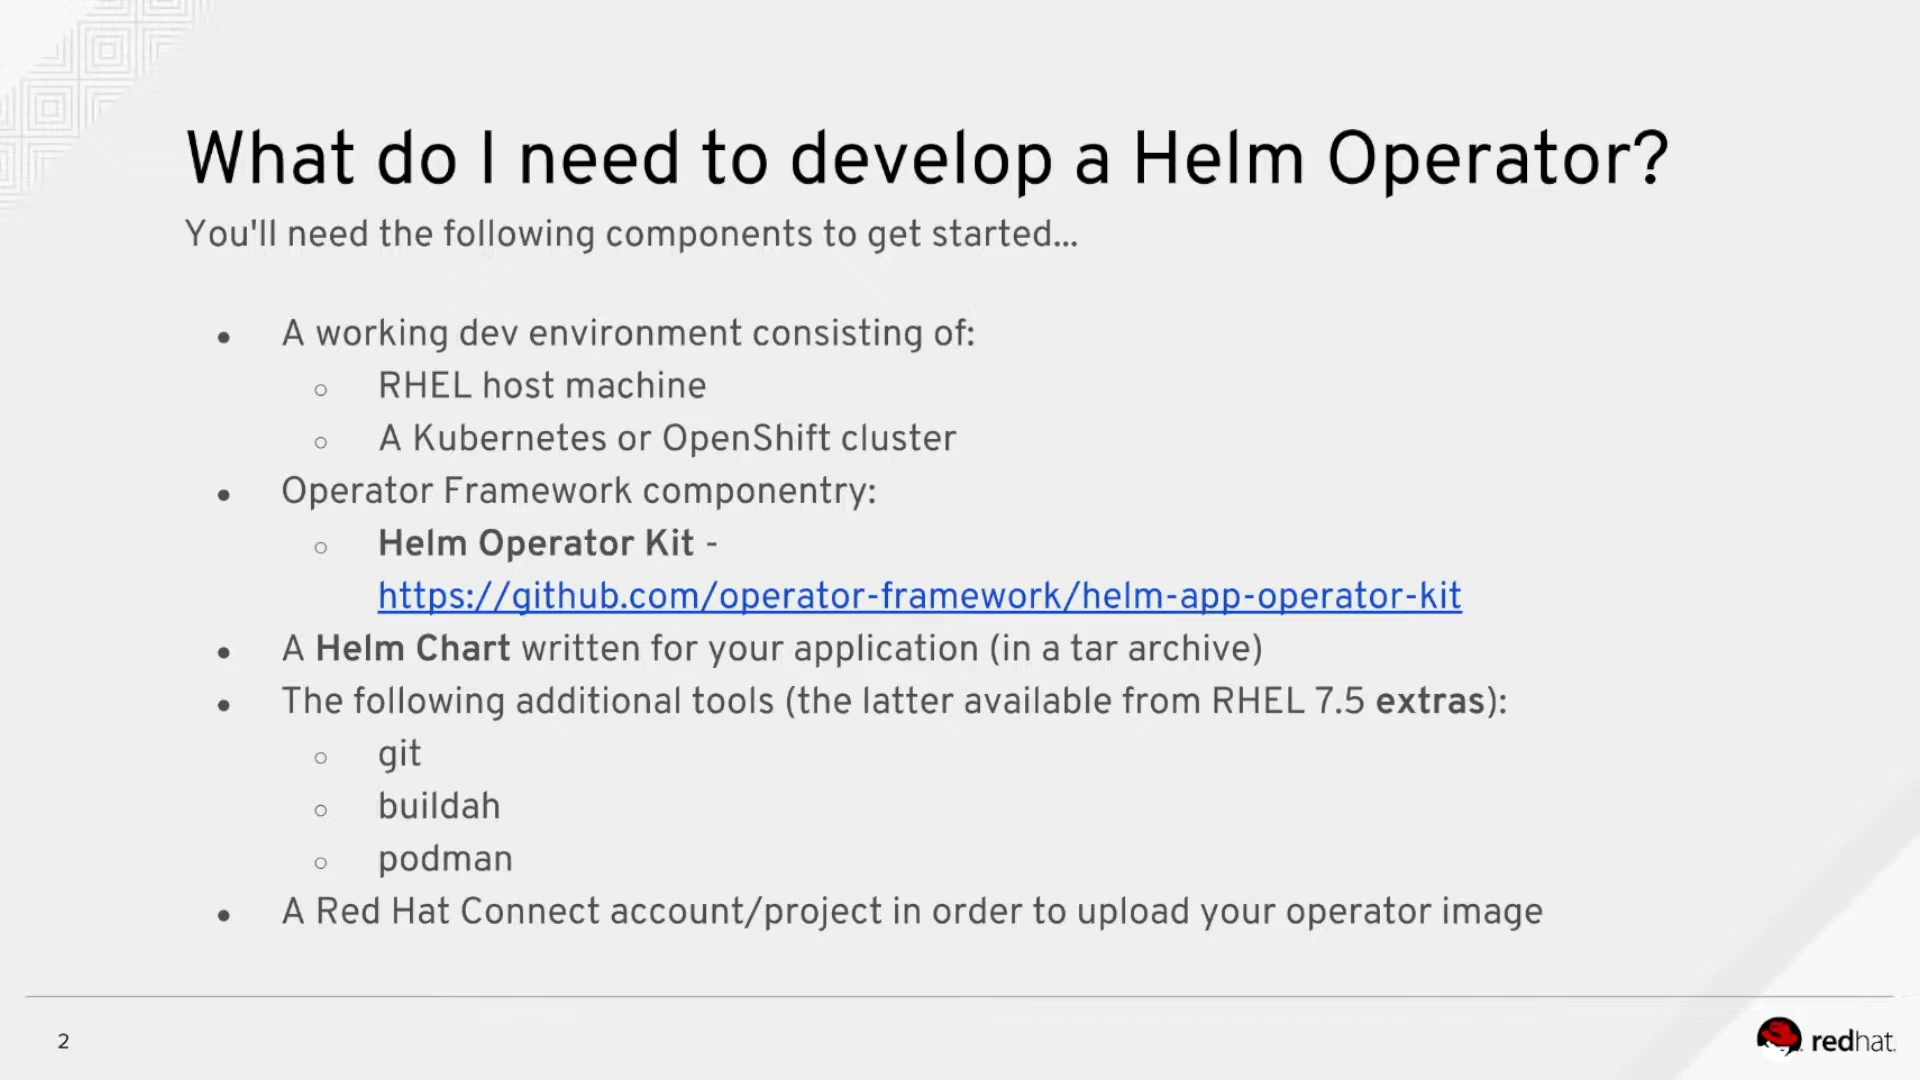 What do I need to develop a Helm Operator?
You'll need the following components to get started...
● A working dev environment consisting of:
○ RHEL host machine
○ A Kubernetes or OpenShift cluster
● Operator Framework componentry:
○ Helm Operator Kit -
https://github.com/operator-framework/helm-app-operator-kit
● A Helm Chart written for your application (in a tar archive)
● The following additional tools (the latter available from RHEL 7.5 extras):
○ git
○ buildah
○ podman
● A Red Hat Connect account/project in order to upload your operator image
2
redhat.